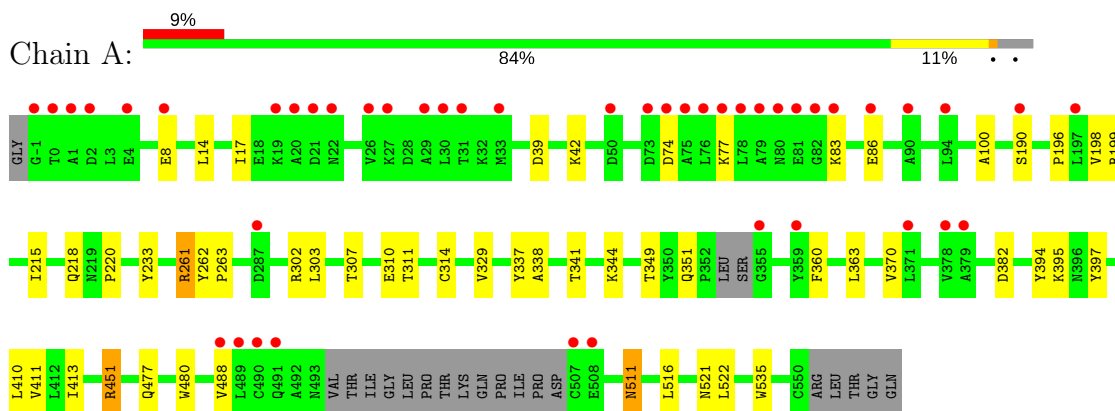 9%
Chain A:
84% 11% • •
GLY G-1 T0 A1 D2 L3 E4 E8 L14 I17 E18 K19 A20 D21 N22 V26 K27 D28 A29 L30 T31 K32 M33 D39 K42 D50 D73 D74 A75 L76 K77 L78 A79 N80 E81 G82 K83 E86 A90 L94 A100 S190 P196 L197 V198 R199
I215 Q218 N219 P220 Y233 R261 Y262 P263 D287 R302 L303 T307 E310 T311 C314 V329 Y337 A338 T341 K344 T349 Y350 Q351 P352 LEU SER G355 Y359 F360 L363 V370 L371 V378 A379 D382 Y394 K395 N396 Y397
L410 V411 L412 I413 R451 Q477 W480 V488 L489 C490 Q491 A492 N493 VAL THR ILE GLY LEU PRO THR LYS GLN PRO ILE PRO ASP C507 E508 N511 L516 N521 L522 W535 C550 ARG LEU THR GLY GLN